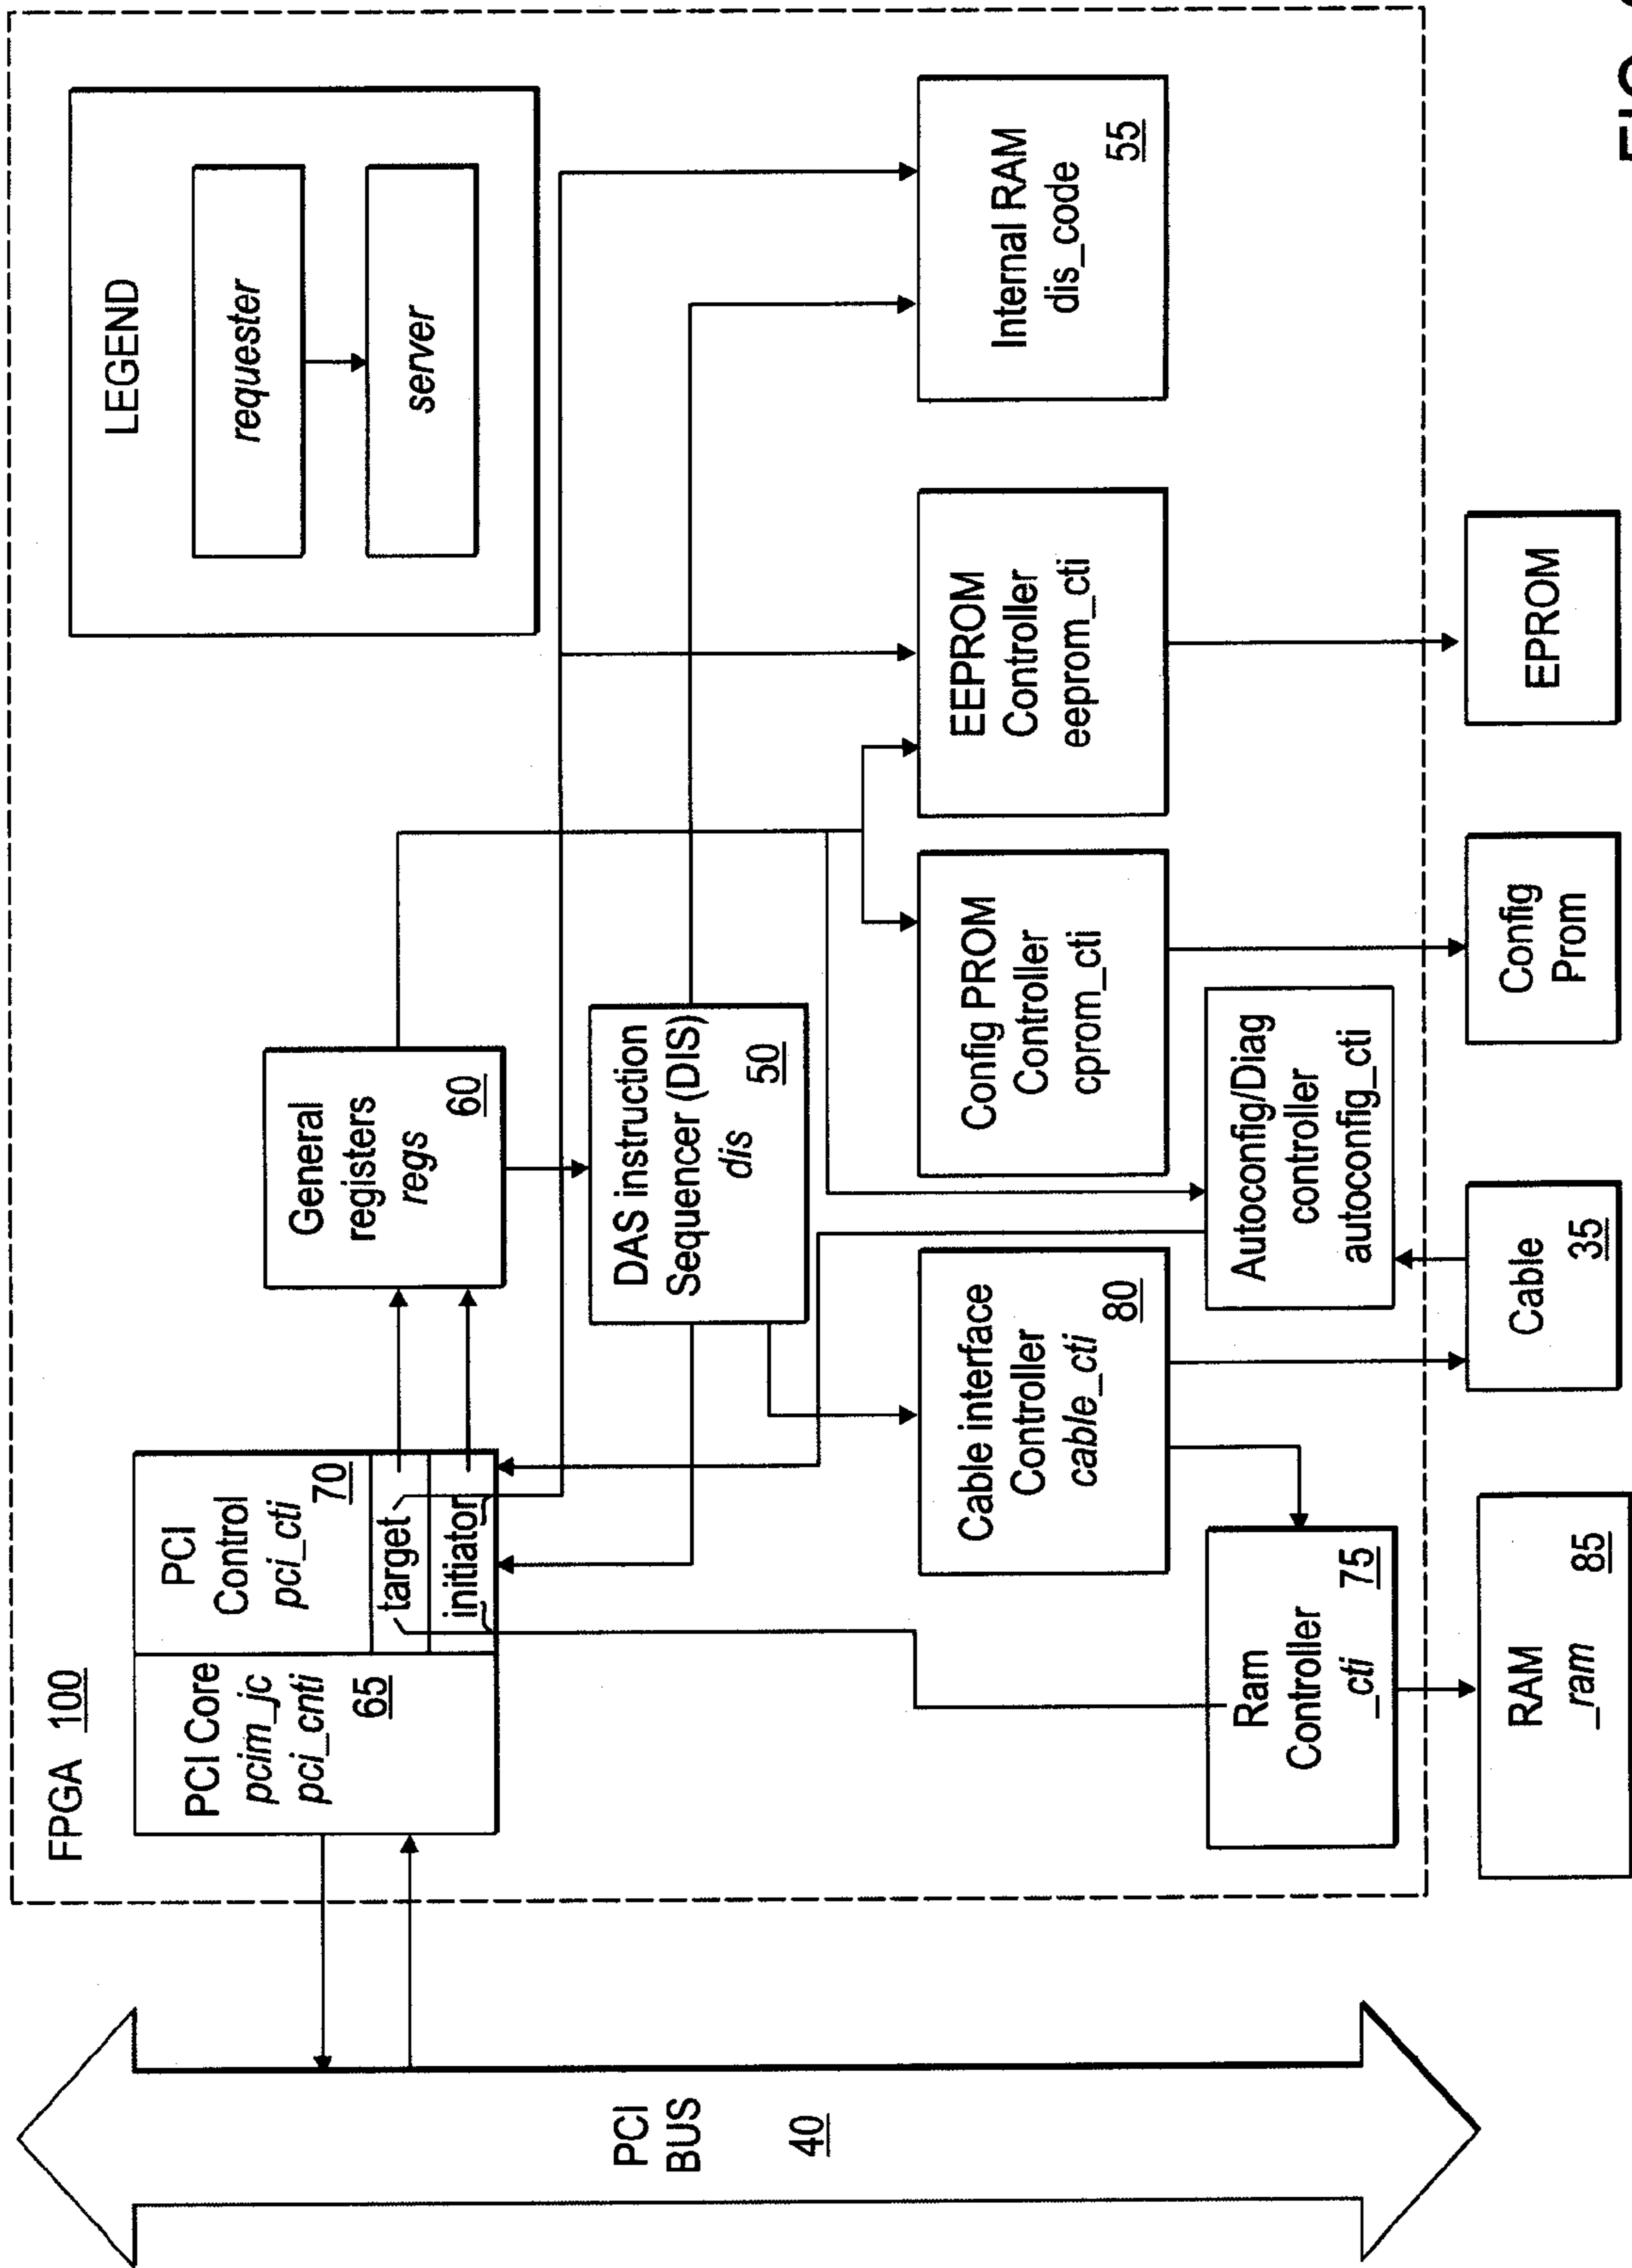 FPGA 100
PCI Core
pcim_jc
pci_cnti
65
PCI
Control
pci_cti
70
target
initiator
General
registers
regs
60
LEGEND
requester
server
DAS instruction
Sequencer (DIS)
dis
50
PCI
BUS
40
Ram
Controller
_cti
75
Cable interface
Controller
cable_cti
80
Autoconfig/Diag
controller
autoconfig_cti
Config PROM
Controller
cprom_cti
EEPROM
Controller
eeprom_cti
Internal RAM
dis_code
55
RAM
_ram
85
Cable
35
Config
Prom
EPROM
FIG.